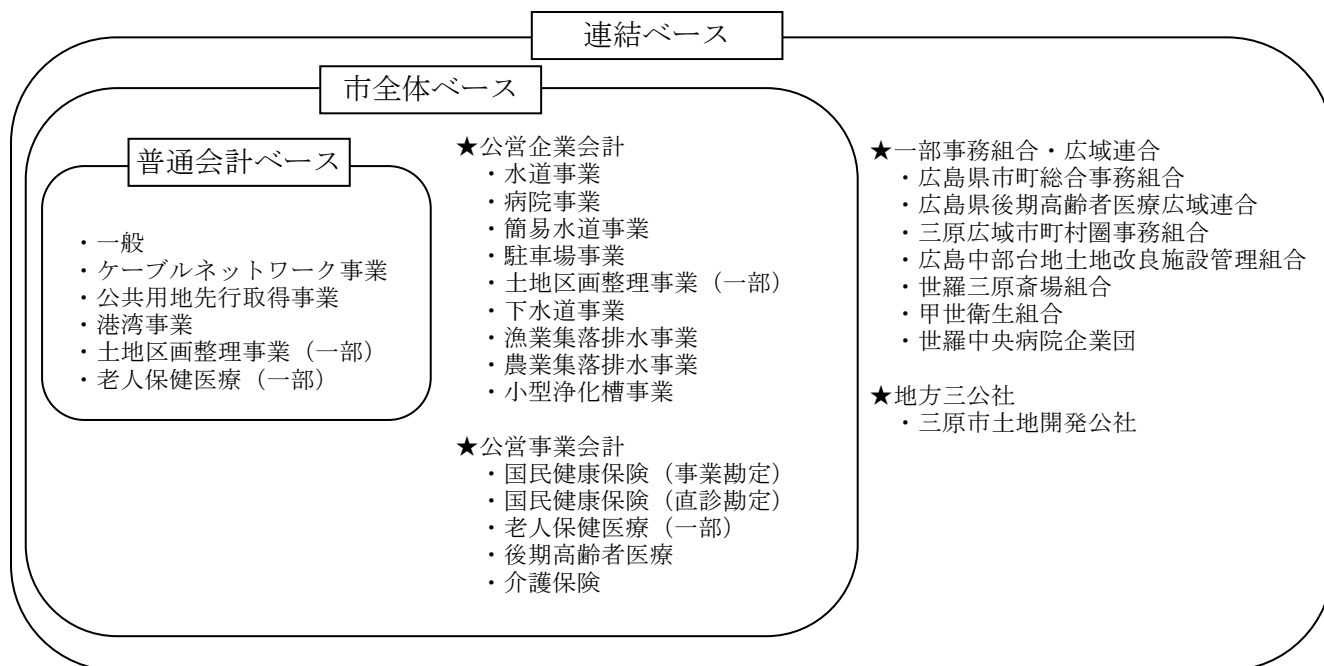 連結ベース
市全体ベース
普通会計ベース
・一般
・ケーブルネットワーク事業
・公共用地先行取得事業
・港湾事業
・土地区画整理事業（一部）
・老人保健医療（一部）
★公営企業会計
・水道事業
・病院事業
・簡易水道事業
・駐車場事業
・土地区画整理事業（一部）
・下水道事業
・漁業集落排水事業
・農業集落排水事業
・小型浄化槽事業
★公営事業会計
・国民健康保険（事業勘定）
・国民健康保険（直診勘定）
・老人保健医療（一部）
・後期高齢者医療
・介護保険
★一部事務組合・広域連合
・広島県市町総合事務組合
・広島県後期高齢者医療広域連合
・三原広域市町村圏事務組合
・広島中部台地土地改良施設管理組合
・世羅三原斎場組合
・甲世衛生組合
・世羅中央病院企業団
★地方三公社
・三原市土地開発公社